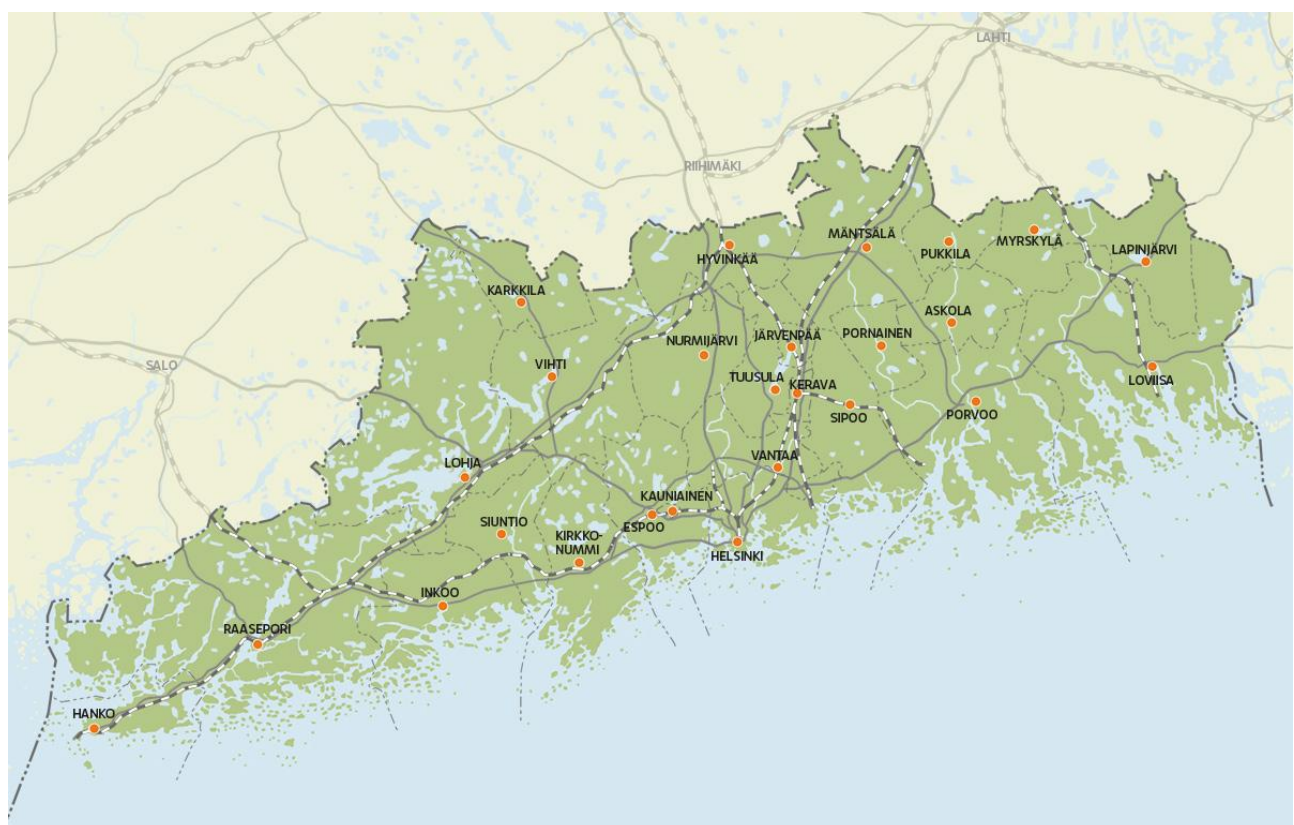 LAHTI
RIIHIMÄKI
MÄNTSÄLÄ
PUKKILA
MYRSKYLÄ
LAPINJÄRVI
HYVINKÄÄ
KARKKILA
ASKOLA
NURMIJÄRVI
JÄRVENPÄÄ
PORNAINEN
SALO
VIHTI
TUUSULA
KERAVA
LOVIISA
SIPOO
PORVOO
LOHJA
VANTAA
KAUNIAINEN
SIUNTIO
ESPOO
KIRKKO-
NUMMI
HELSINKI
INKOO
RAASEPORI
HANKO